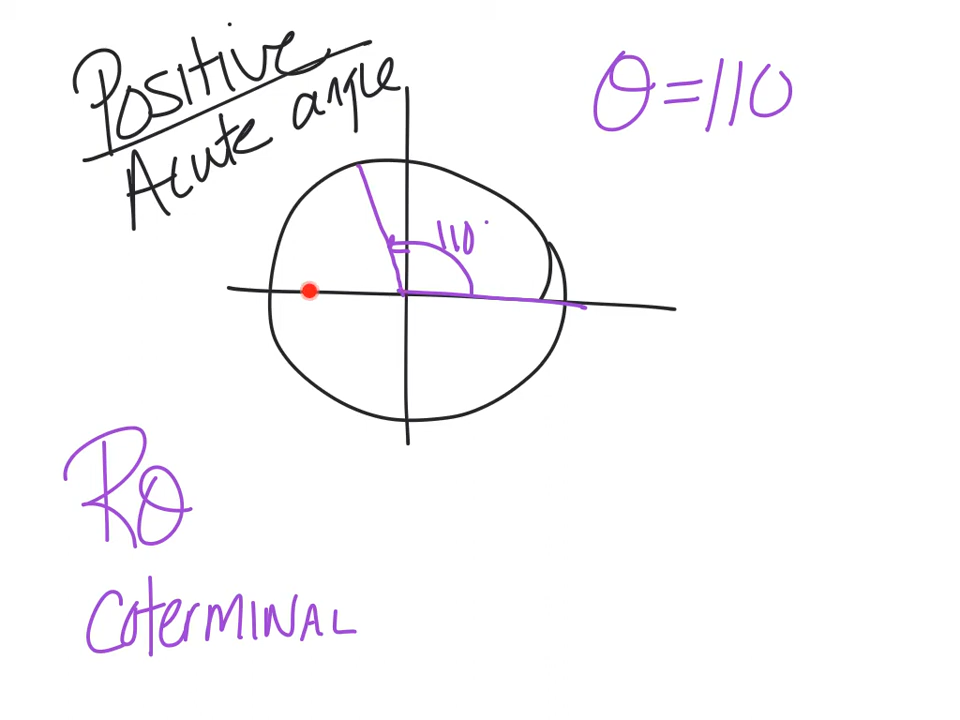 Positive
Acute angle
θ=110
110°
Rθ
COTERMINAL